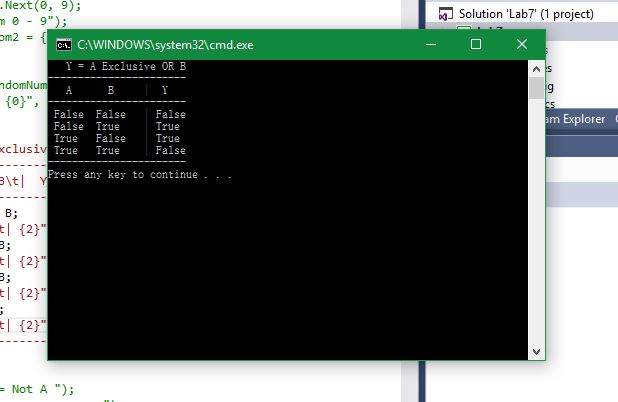 .Next(0, 9);
m 0 - 9");
om2 = {
Solution 'Lab7' (1 project)
C:\WINDOWS\system32\cmd.exe
Y = A Exclusive OR B
-----------------------
A B | Y
-----------------------
False False | False
False True | True
True False | True
True True | False
-----------------------
Press any key to continue . . .
ndomNum
{0}",
xclusiv
B\t| Y
B;
t| {2}"
B;
t| {2}"
B;
t| {2}"
;
t| {2}"
= Not A ");
am Explorer